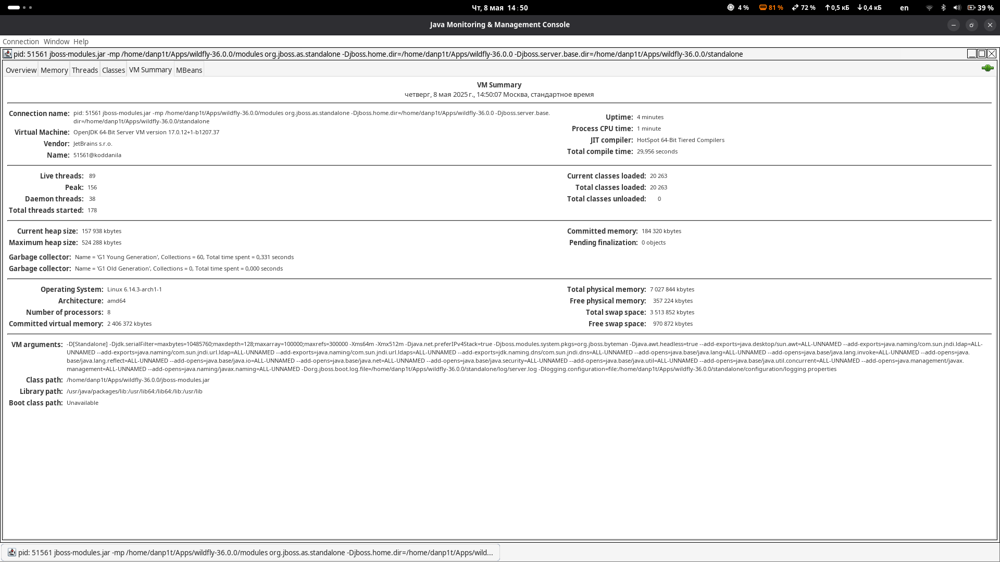 Чт, 8 мая 14:50
4 %
81 %
72 %
0,5 кБ
0,4 кБ
en
39 %
Java Monitoring & Management Console
Connection Window Help
pid: 51561 jboss-modules.jar -mp /home/danp1t/Apps/wildfly-36.0.0/modules org.jboss.as.standalone -Djboss.home.dir=/home/danp1t/Apps/wildfly-36.0.0 -Djboss.server.base.dir=/home/danp1t/Apps/wildfly-36.0.0/standalone
Overview Memory Threads Classes VM Summary MBeans
VM Summary
четверг, 8 мая 2025 г., 14:50:07 Москва, стандартное время
Connection name: pid: 51561 jboss-modules.jar -mp /home/danp1t/Apps/wildfly-36.0.0/modules org.jboss.as.standalone -Djboss.home.dir=/home/danp1t/Apps/wildfly-36.0.0 -Djboss.server.base.
dir=/home/danp1t/Apps/wildfly-36.0.0/standalone
Virtual Machine: OpenJDK 64-Bit Server VM version 17.0.12+1-b1207.37
Vendor: JetBrains s.r.o.
Name: 51561@koddanila
Uptime: 4 minutes
Process CPU time: 1 minute
JIT compiler: HotSpot 64-Bit Tiered Compilers
Total compile time: 29,956 seconds
Live threads: 89
Peak: 156
Daemon threads: 38
Total threads started: 178
Current classes loaded: 20 263
Total classes loaded: 20 263
Total classes unloaded: 0
Current heap size: 157 938 kbytes
Maximum heap size: 524 288 kbytes
Committed memory: 184 320 kbytes
Pending finalization: 0 objects
Garbage collector: Name = 'G1 Young Generation', Collections = 60, Total time spent = 0,331 seconds
Garbage collector: Name = 'G1 Old Generation', Collections = 0, Total time spent = 0,000 seconds
Operating System: Linux 6.14.3-arch1-1
Architecture: amd64
Number of processors: 8
Committed virtual memory: 2 406 372 kbytes
Total physical memory: 7 027 844 kbytes
Free physical memory: 357 224 kbytes
Total swap space: 3 513 852 kbytes
Free swap space: 970 872 kbytes
VM arguments: -D[Standalone] -Djdk.serialFilter=maxbytes=10485760;maxdepth=128;maxarray=100000;maxrefs=300000 -Xms64m -Xmx512m -Djava.net.preferIPv4Stack=true -Djboss.modules.system.pkgs=org.jboss.byteman -Djava.awt.headless=true --add-exports=java.desktop/sun.awt=ALL-UNNAMED --add-exports=java.naming/com.sun.jndi.ldap=ALL-
UNNAMED --add-exports=java.naming/com.sun.jndi.url.ldap=ALL-UNNAMED --add-exports=java.naming/com.sun.jndi.url.ldaps=ALL-UNNAMED --add-exports=jdk.naming.dns/com.sun.jndi.dns=ALL-UNNAMED --add-opens=java.base/java.lang=ALL-UNNAMED --add-opens=java.base/java.lang.invoke=ALL-UNNAMED --add-opens=java.
base/java.lang.reflect=ALL-UNNAMED --add-opens=java.base/java.io=ALL-UNNAMED --add-opens=java.base/java.net=ALL-UNNAMED --add-opens=java.base/java.security=ALL-UNNAMED --add-opens=java.base/java.util=ALL-UNNAMED --add-opens=java.base/java.util.concurrent=ALL-UNNAMED --add-opens=java.management/javax.
management=ALL-UNNAMED --add-opens=java.naming/javax.naming=ALL-UNNAMED -Dorg.jboss.boot.log.file=/home/danp1t/Apps/wildfly-36.0.0/standalone/log/server.log -Dlogging.configuration=file:/home/danp1t/Apps/wildfly-36.0.0/standalone/configuration/logging.properties
Class path: /home/danp1t/Apps/wildfly-36.0.0/jboss-modules.jar
Library path: /usr/java/packages/lib:/usr/lib64:/lib64:/lib:/usr/lib
Boot class path: Unavailable
pid: 51561 jboss-modules.jar -mp /home/danp1t/Apps/wildfly-36.0.0/modules org.jboss.as.standalone -Djboss.home.dir=/home/danp1t/Apps/wild...